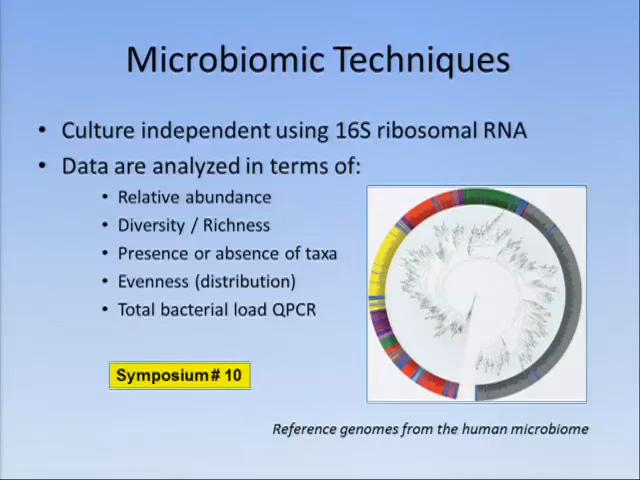 Microbiomic Techniques
• Culture independent using 16S ribosomal RNA
• Data are analyzed in terms of:
• Relative abundance
• Diversity / Richness
• Presence or absence of taxa
• Evenness (distribution)
• Total bacterial load QPCR
Symposium # 10
Reference genomes from the human microbiome